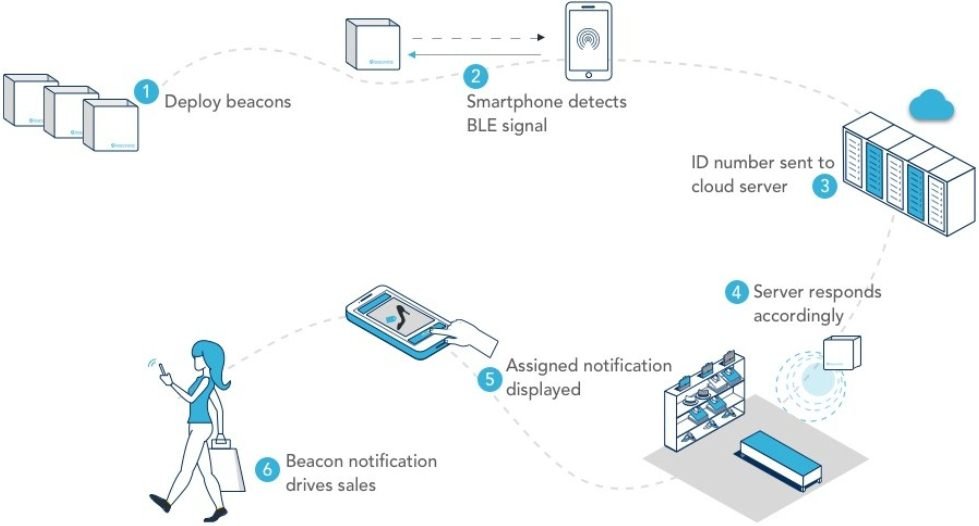 1
Deploy beacons
2
Smartphone detects
BLE signal
ID number sent to
cloud server 3
4 Server responds
accordingly
5
Assigned notification
displayed
6
Beacon notification
drives sales